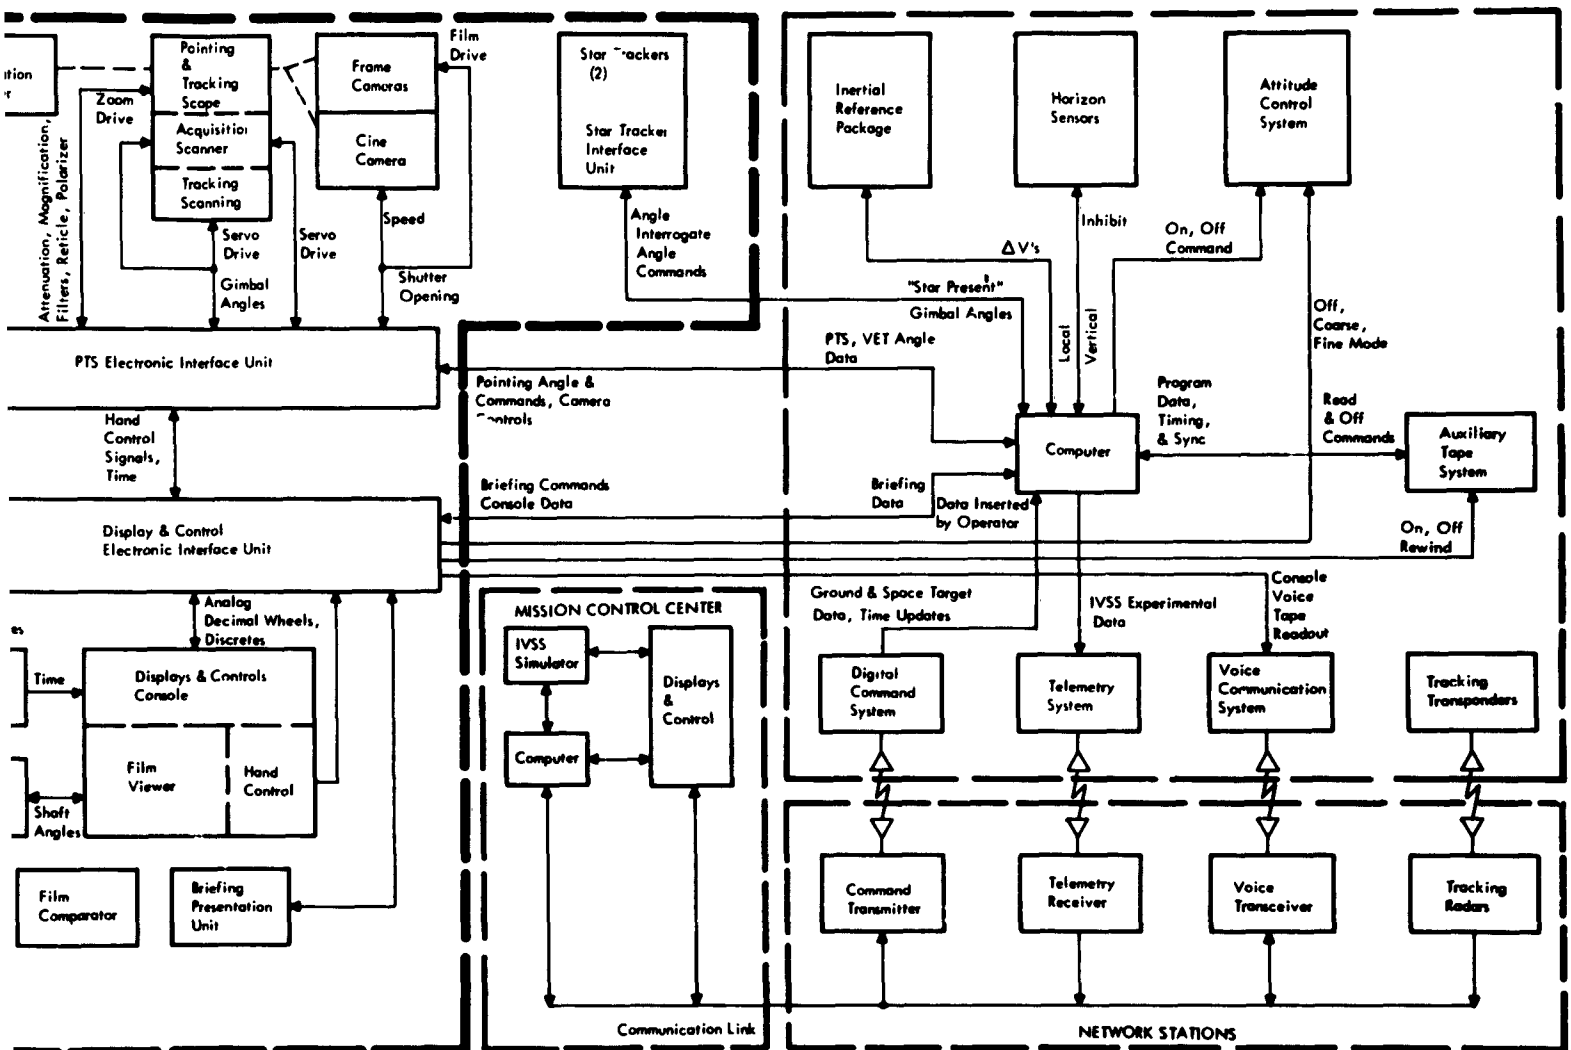 Pointing
&
Tracking
Scope
Acquisition
Scanner
Tracking
Scanning
Zoom
Drive
Attenuation, Magnification,
Filters, Reticle, Polarizer
Servo
Drive
Gimbal
Angles
Servo
Drive
Frame
Cameras
Cine
Camera
Film
Drive
Speed
Shutter
Opening
Star
(2)
Star Tracker
Interface
Unit
Angle
Interrogate
Angle
Commands
Inertial
Reference
Package
Horizon
Sensors
Attitude
Control
System
ΔV's
Inhibit
On, Off
Command
"Star Present"
Gimbal Angles
Local
Vertical
Off,
Coarse,
Fine Mode
PTS Electronic Interface Unit
PTS, VET Angle
Data
Pointing Angle &
Commands, Camera
Hand
Control
Signals,
Time
Computer
Program
Data,
Timing,
& Sync
Read
& Off
Commands
Auxiliary
Tape
System
Briefing Commands
Console Data
Briefing
Data
Data Inserted
by Operator
On, Off
Rewind
Display & Control
Electronic Interface Unit
Analog
Decimal Wheels,
Discretes
Ground & Space Target
Data, Time Updates
IVSS Experimental
Data
Console
Voice
Tape
Readout
Time
Displays & Controls
Console
Film
Viewer
Hand
Control
Shaft
Angles
Film
Comparator
Briefing
Presentation
Unit
MISSION CONTROL CENTER
IVSS
Simulator
Computer
Displays
&
Control
Communication Link
Digital
Command
System
Telemetry
System
Voice
Communication
System
Tracking
Transponders
Command
Transmitter
Telemetry
Receiver
Voice
Transceiver
Tracking
Radars
NETWORK STATIONS